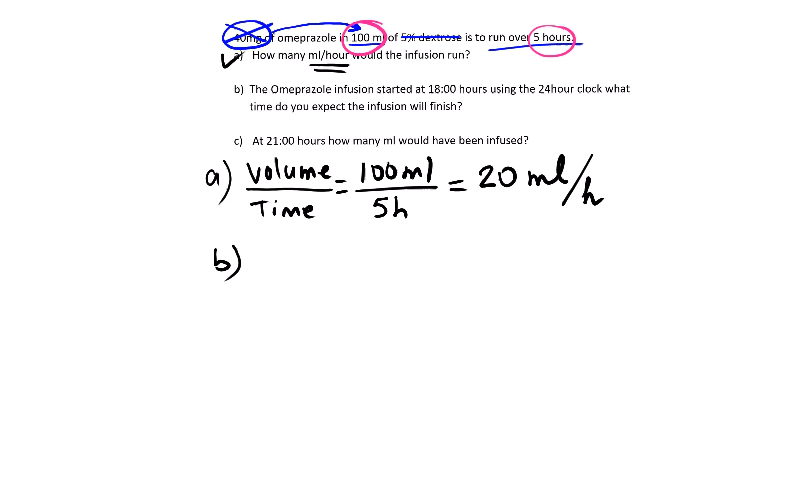 40mg of omeprazole in 100 ml of 5% dextrose is to run over 5 hours.
a) How many ml/hour would the infusion run?
b) The Omeprazole infusion started at 18:00 hours using the 24hour clock what
time do you expect the infusion will finish?
c) At 21:00 hours how many ml would have been infused?
a) Volume/Time = 100ml/5h = 20 ml/h
b)